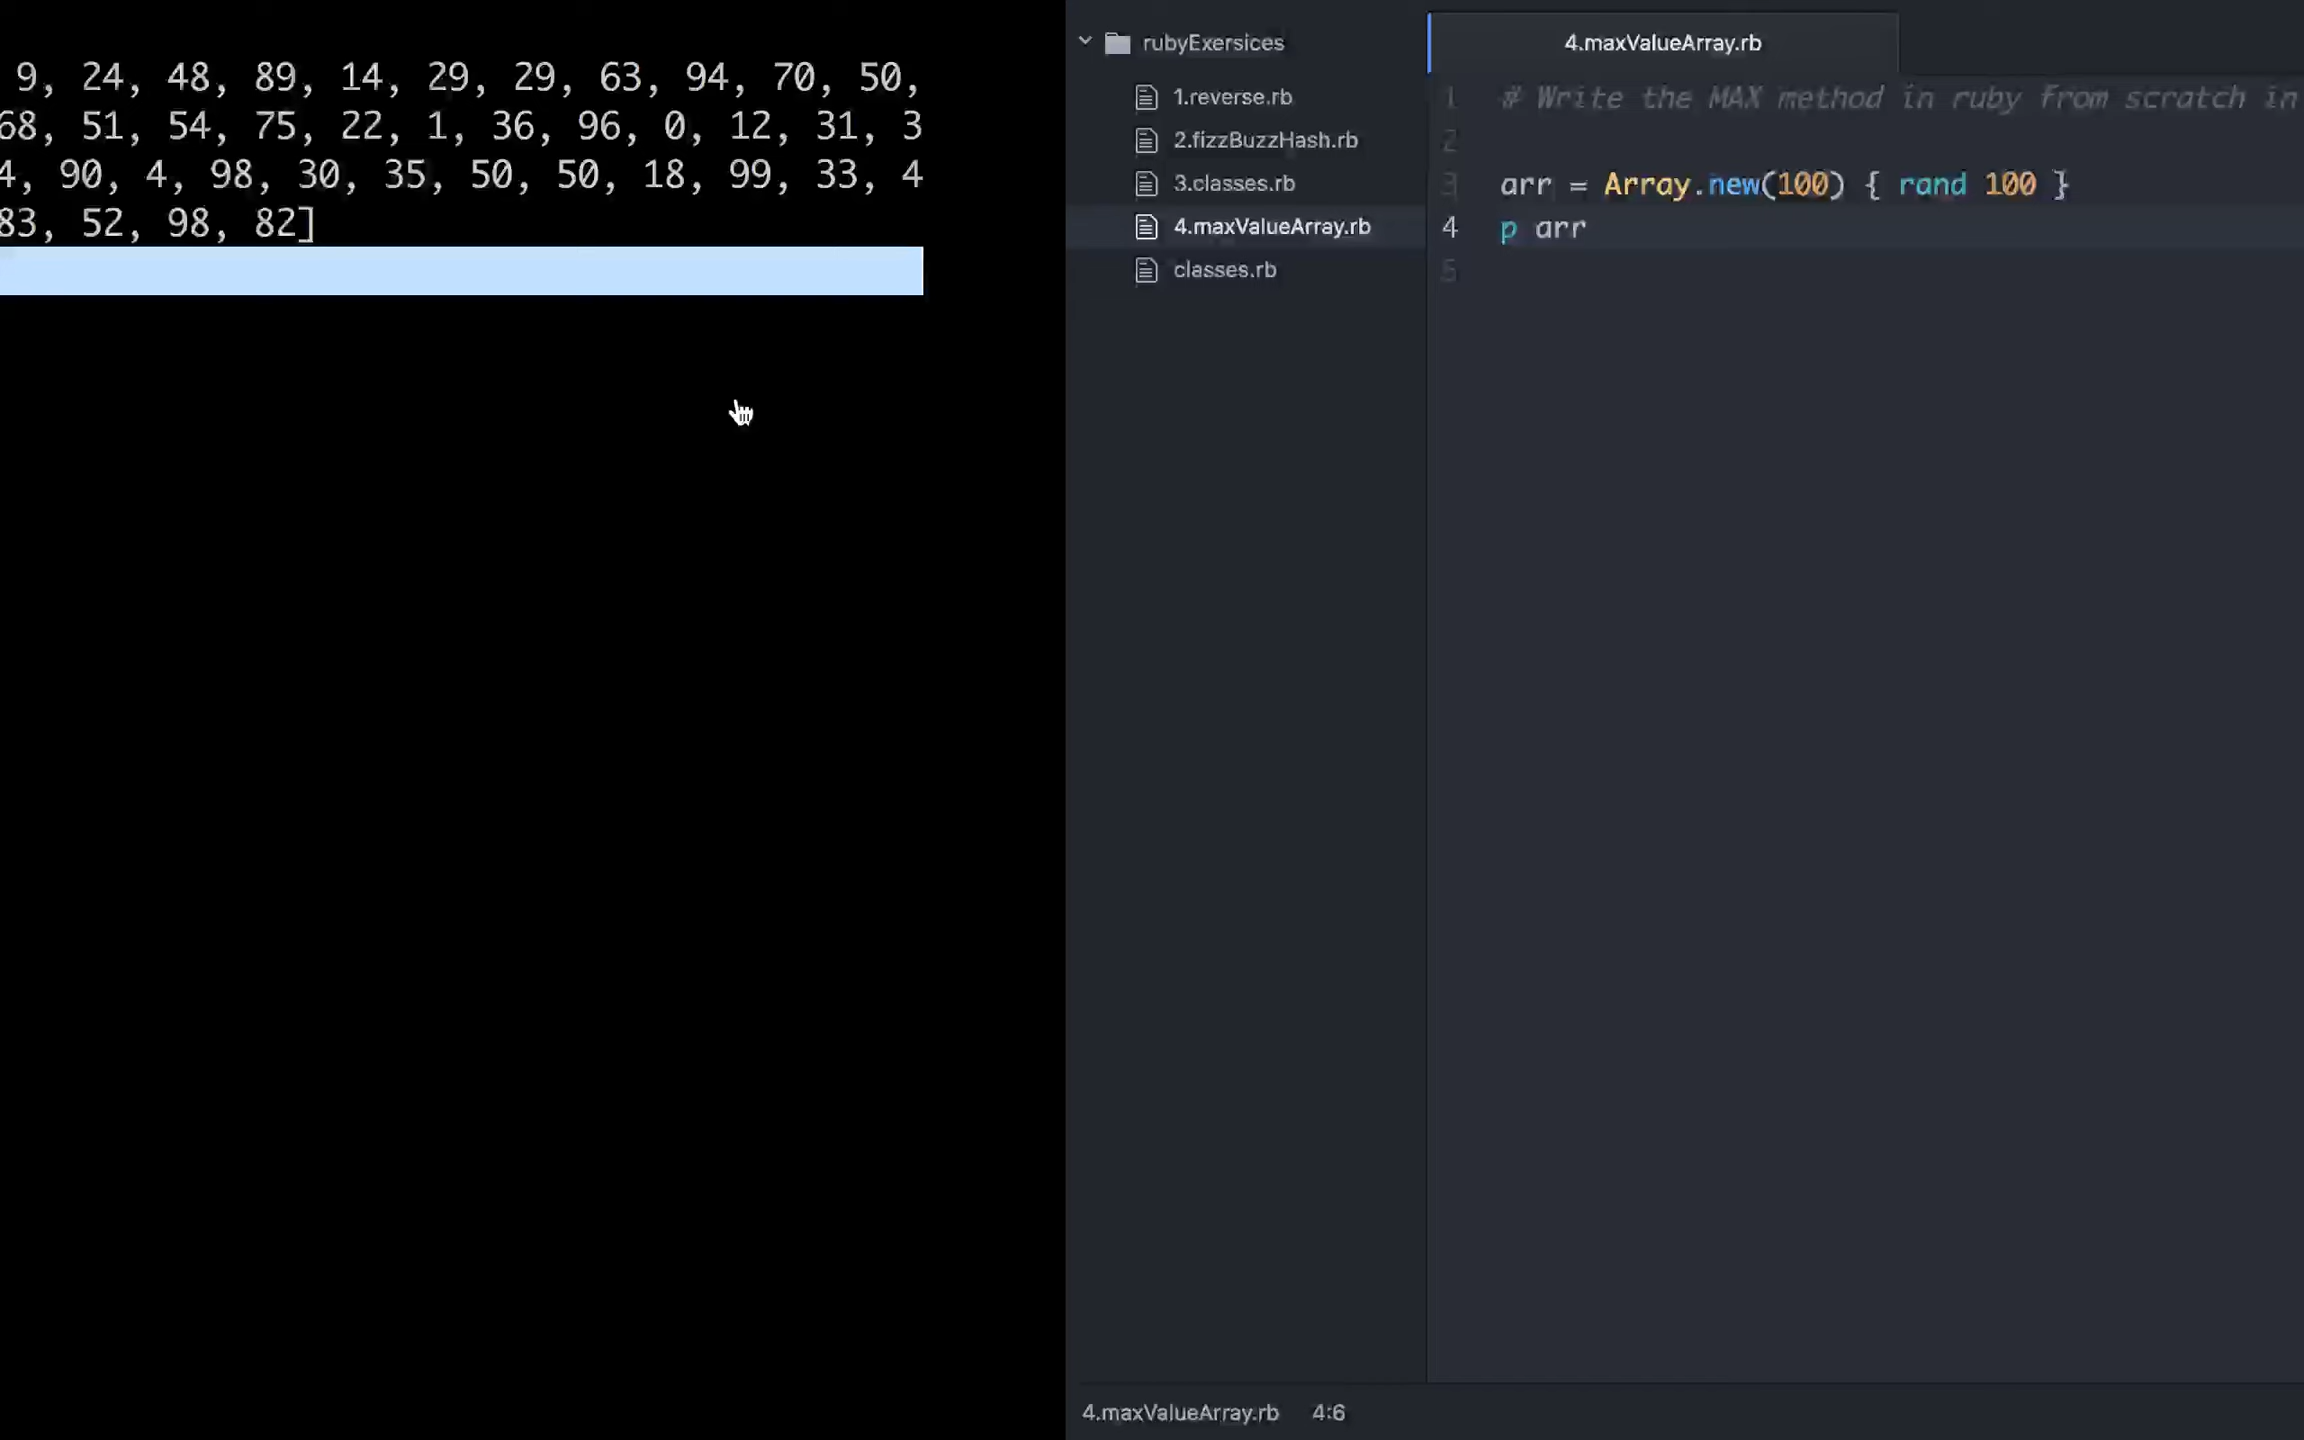 9, 24, 48, 89, 14, 29, 29, 63, 94, 70, 50,
68, 51, 54, 75, 22, 1, 36, 96, 0, 12, 31, 3
4, 90, 4, 98, 30, 35, 50, 50, 18, 99, 33, 4
83, 52, 98, 82]
rubyExersices
1.reverse.rb
2.fizzBuzzHash.rb
3.classes.rb
4.maxValueArray.rb
classes.rb
4.maxValueArray.rb
1 # Write the MAX method in ruby from scratch in
2
3 arr = Array.new(100) { rand 100 }
4 p arr
5
4.maxValueArray.rb 4:6